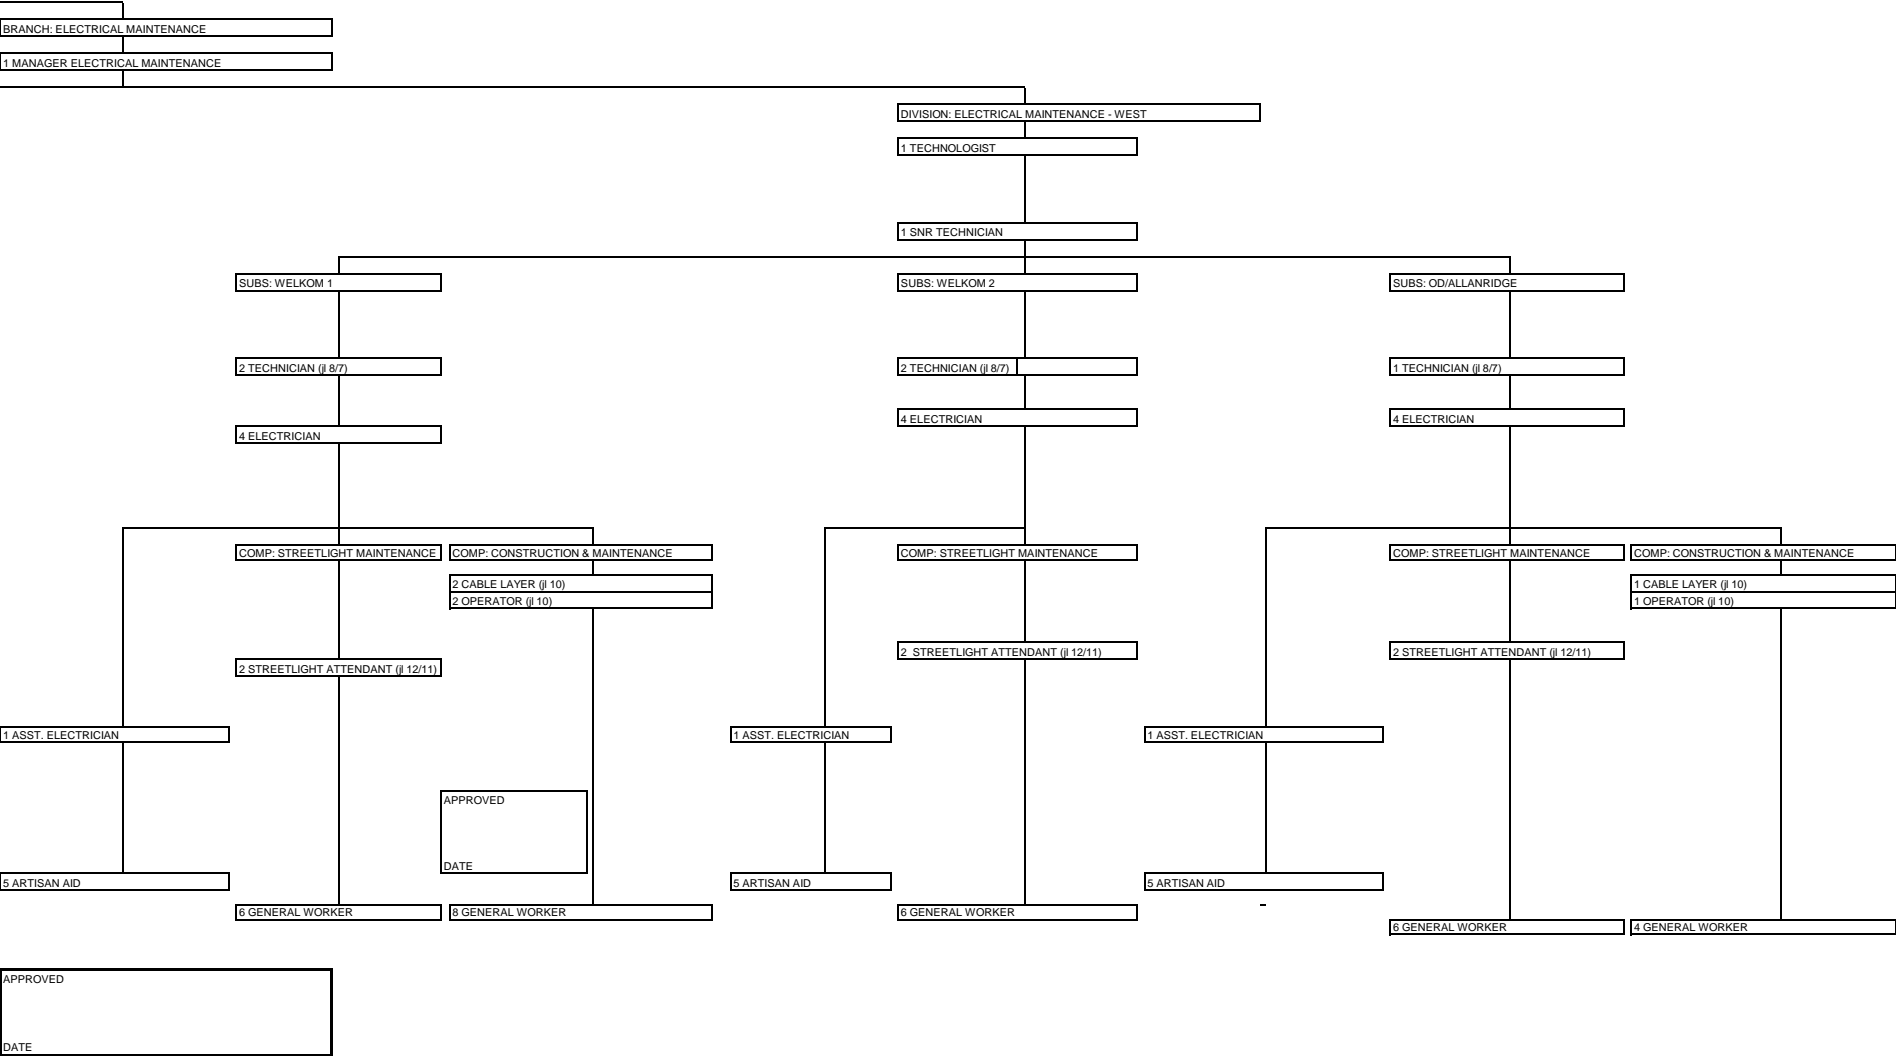 BRANCH: ELECTRICAL MAINTENANCE
1 MANAGER ELECTRICAL MAINTENANCE
DIVISION: ELECTRICAL MAINTENANCE - WEST
1 TECHNOLOGIST
1 SNR TECHNICIAN
SUBS: WELKOM 1
SUBS: WELKOM 2
SUBS: OD/ALLANRIDGE
2 TECHNICIAN (jl 8/7)
2 TECHNICIAN (jl 8/7)
1 TECHNICIAN (jl 8/7)
4 ELECTRICIAN
4 ELECTRICIAN
4 ELECTRICIAN
COMP: STREETLIGHT MAINTENANCE
COMP: CONSTRUCTION & MAINTENANCE
COMP: STREETLIGHT MAINTENANCE
COMP: STREETLIGHT MAINTENANCE
COMP: CONSTRUCTION & MAINTENANCE
2 CABLE LAYER (jl 10)
1 CABLE LAYER (jl 10)
2 OPERATOR (jl 10)
1 OPERATOR (jl 10)
2 STREETLIGHT ATTENDANT (jl 12/11)
2 STREETLIGHT ATTENDANT (jl 12/11)
2 STREETLIGHT ATTENDANT (jl 12/11)
1 ASST. ELECTRICIAN
1 ASST. ELECTRICIAN
1 ASST. ELECTRICIAN
APPROVED
DATE
5 ARTISAN AID
5 ARTISAN AID
5 ARTISAN AID
6 GENERAL WORKER
8 GENERAL WORKER
6 GENERAL WORKER
6 GENERAL WORKER
4 GENERAL WORKER
APPROVED
DATE